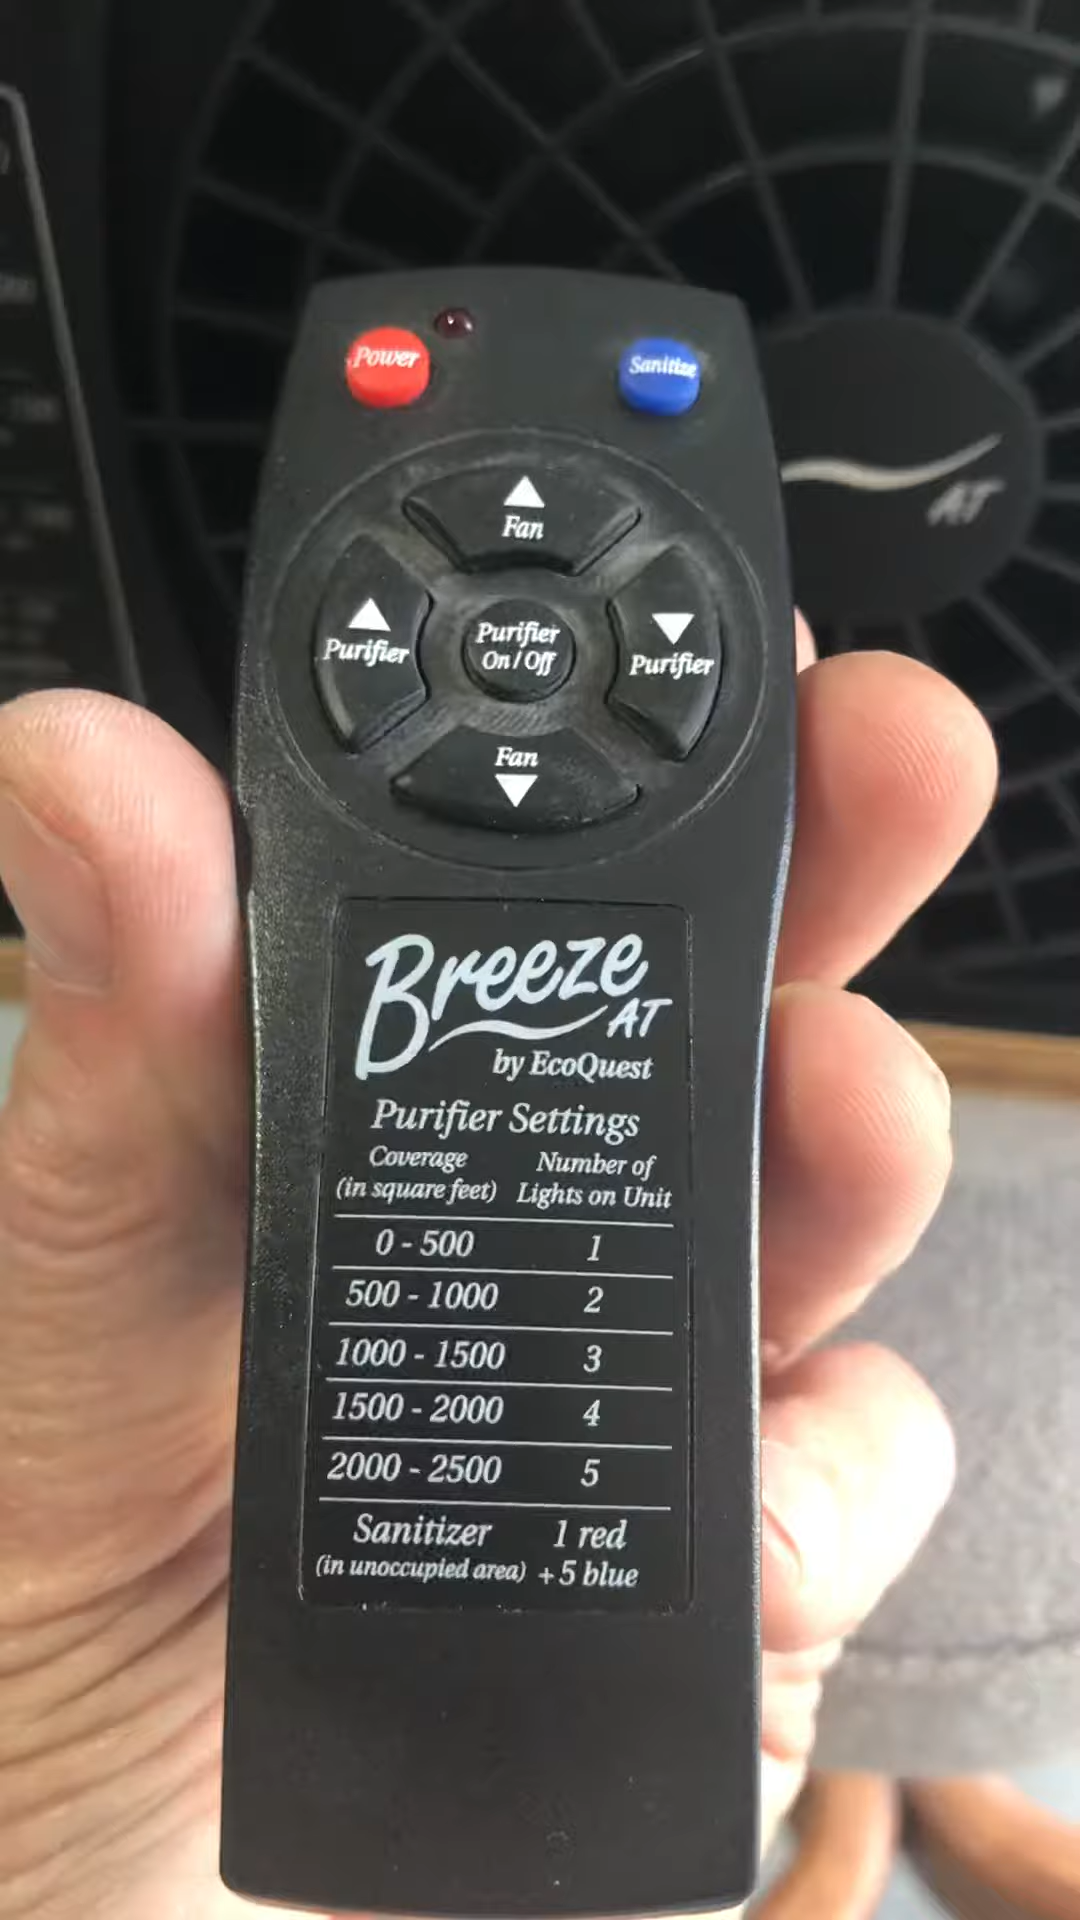 Power
Sanitize
Fan
Purifier
Purifier
On / Off
Purifier
Fan
AT
Breeze
AT
by EcoQuest
Purifier Settings
Coverage Number of
(in square feet) Lights on Unit
0 - 500 1
500 - 1000 2
1000 - 1500 3
1500 - 2000 4
2000 - 2500 5
Sanitizer 1 red
(in unoccupied area) + 5 blue